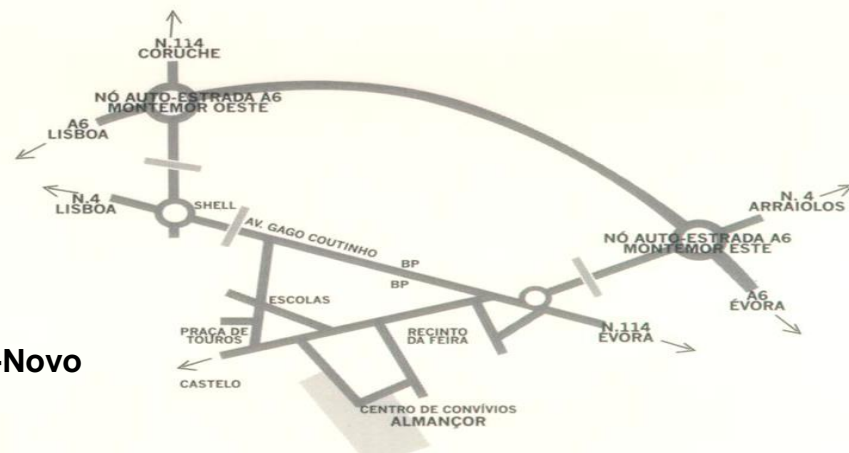 N.114
CORUCHE
NÓ AUTO-ESTRADA A6
MONTEMOR OESTE
A6
LISBOA
N.4
LISBOA
SHELL
AV. GAGO COUTINHO
BP
BP
N. 4
ARRAIOLOS
NÓ AUTO-ESTRADA A6
MONTEMOR ESTE
A6
ÉVORA
ESCOLAS
PRAÇA DE
TOUROS
RECINTO
DA FEIRA
N.114
ÉVORA
-Novo
CASTELO
CENTRO DE CONVÍVIOS
ALMANÇOR